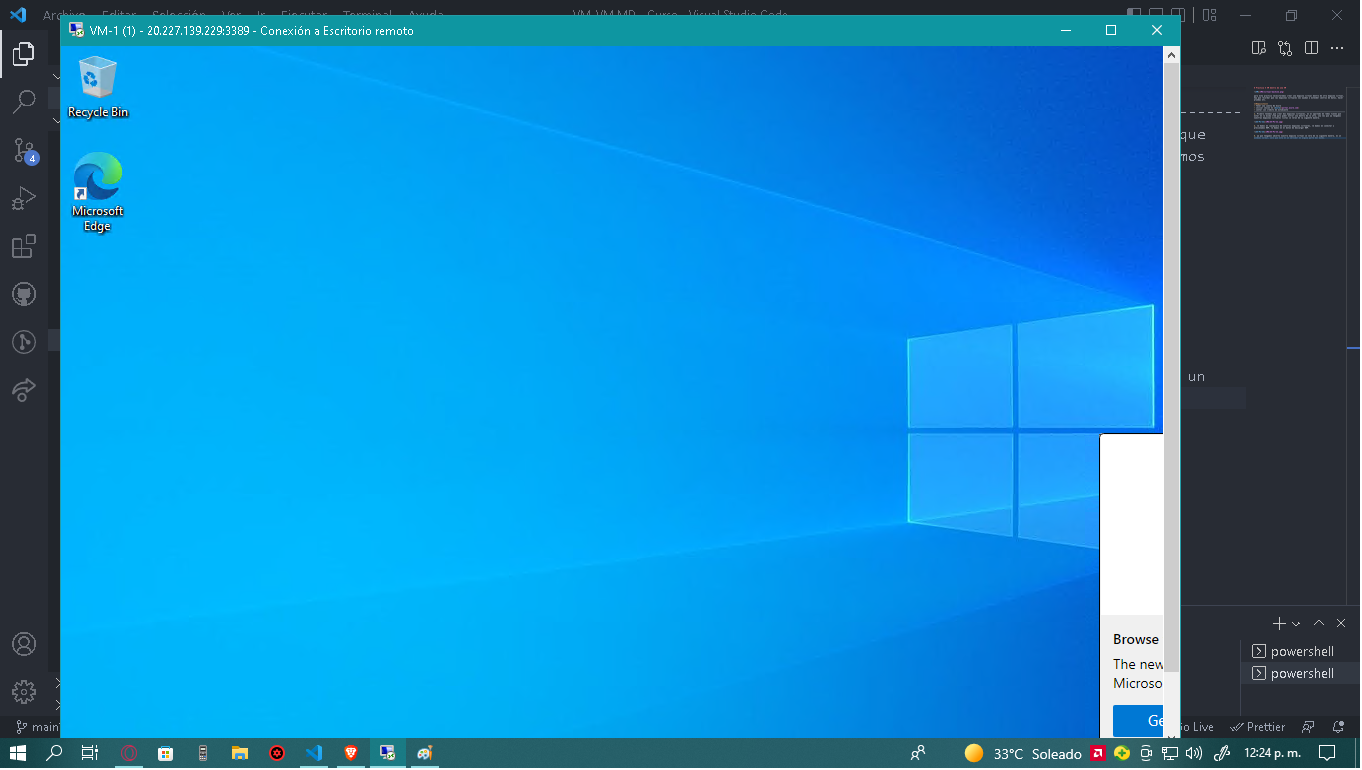 Archivo Editar Selección Ver Ir Ejecutar Terminal Ayuda VM-VM.MD - Curso - Visual Studio Code
VM-1 (1) - 20.227.139.229:3389 - Conexión a Escritorio remoto
Recycle Bin
Microsoft
Edge
que
mos
4
un
Browse
The new
Microso
Ge
powershell
powershell
main
Go Live
Prettier
33°C Soleado
12:24 p. m.